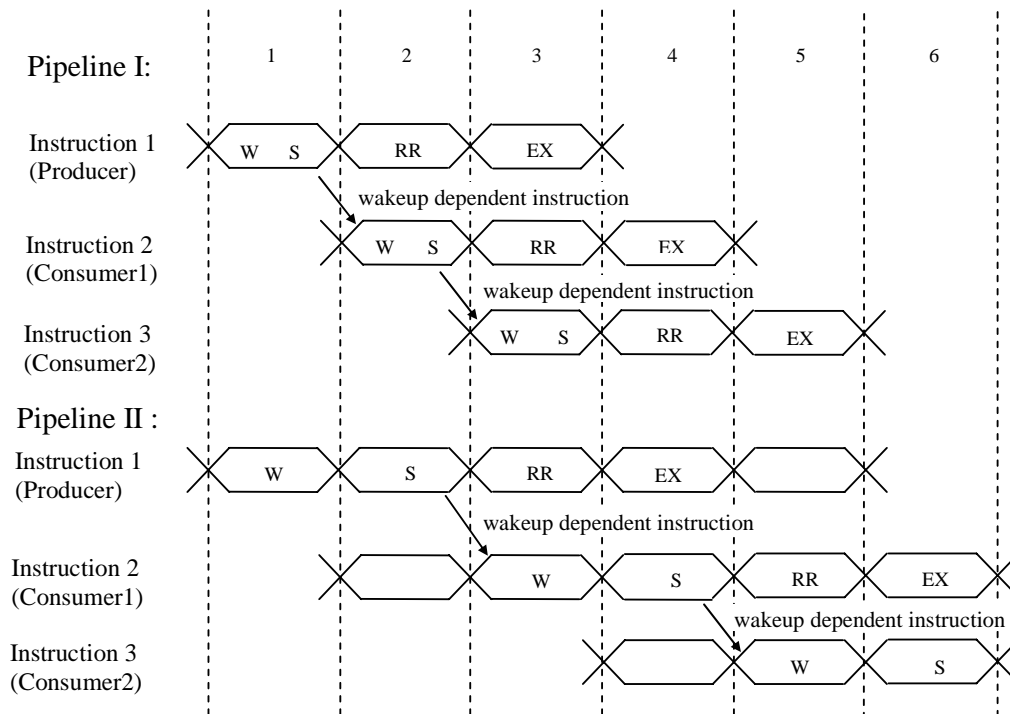 1 2 3 4 5 6
Pipeline I:
Instruction 1
(Producer)
W S RR EX
wakeup dependent instruction
Instruction 2
(Consumer1)
W S RR EX
wakeup dependent instruction
Instruction 3
(Consumer2)
W S RR EX
Pipeline II :
Instruction 1
(Producer)
W S RR EX
wakeup dependent instruction
Instruction 2
(Consumer1)
W S RR EX
wakeup dependent instruction
Instruction 3
(Consumer2)
W S